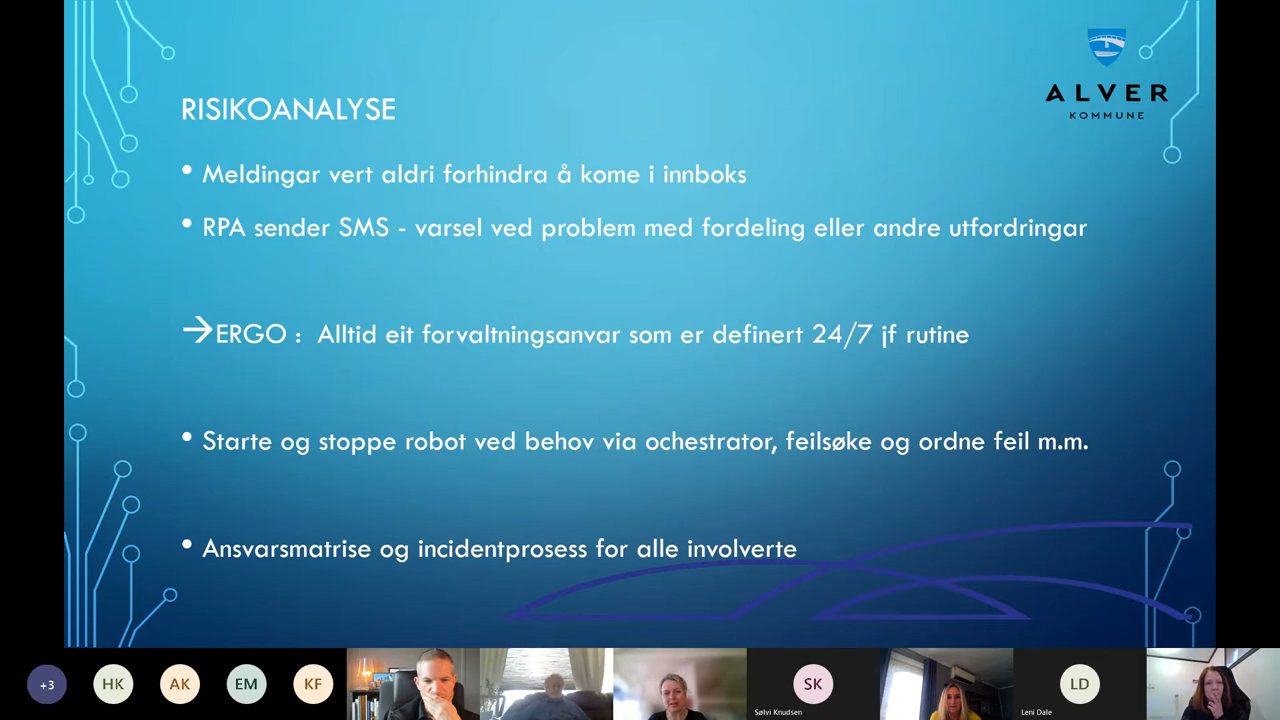 ALVER
KOMMUNE
RISIKOANALYSE
• Meldingar vert aldri forhindra å kome i innboks
• RPA sender SMS - varsel ved problem med fordeling eller andre utfordringar
→ERGO : Alltid eit forvaltningsanvar som er definert 24/7 jf rutine
• Starte og stoppe robot ved behov via ochestrator, feilsøke og ordne feil m.m.
• Ansvarsmatrise og incidentprosess for alle involverte
+3 HK AK EM KF SK LD
Sølvi Knudsen
Leni Dale